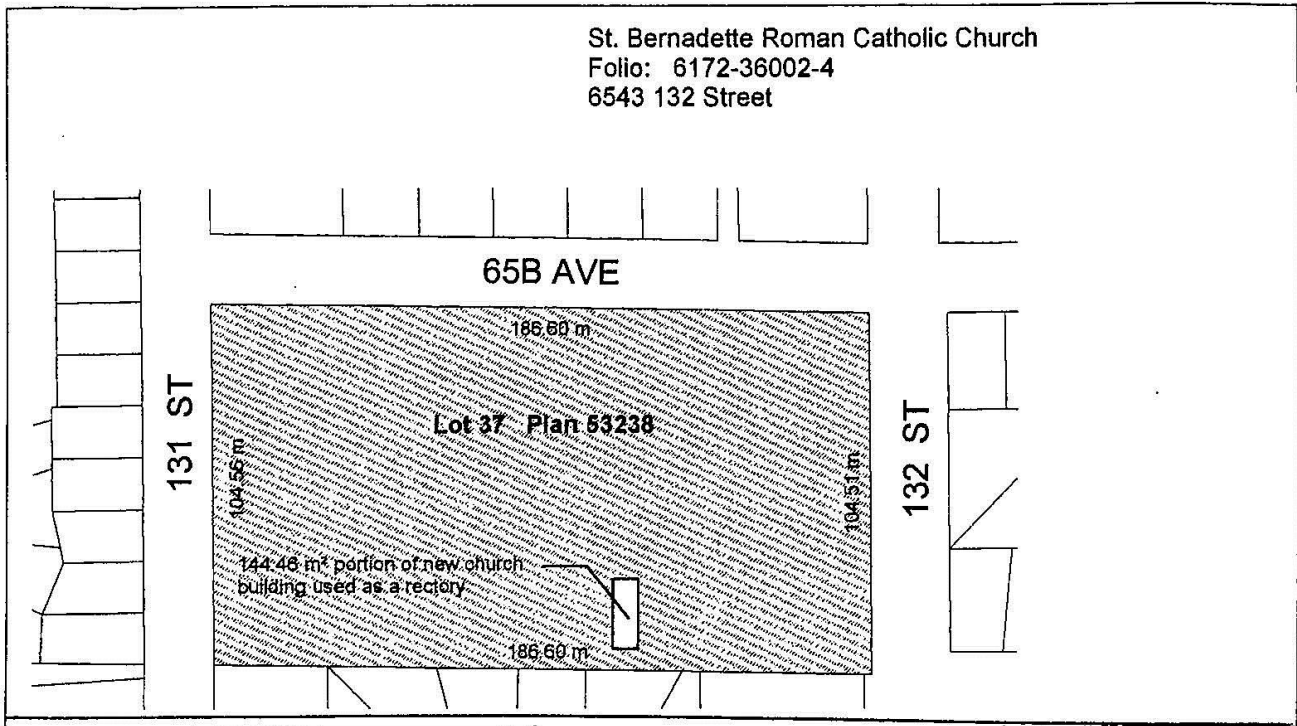 St. Bernadette Roman Catholic Church
Folio: 6172-36002-4
6543 132 Street
65B AVE
186.60 m
131 ST
Lot 37 Plan 53238
132 ST
104.56 m
104.51 m
144.46 m² portion of new church
building used as a rectory
186.60 m